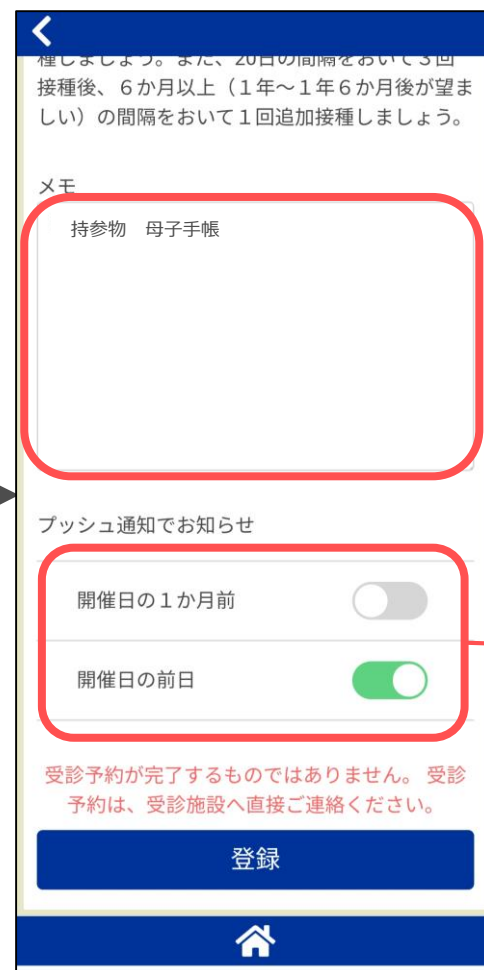 種しましょう。また、20日の間隔をおいて３回
接種後、６か月以上（１年～１年６か月後が望ま
しい）の間隔をおいて１回追加接種しましょう。
メモ
持参物　母子手帳
プッシュ通知でお知らせ
開催日の１か月前
開催日の前日
受診予約が完了するものではありません。 受診
予約は、受診施設へ直接ご連絡ください。
登録